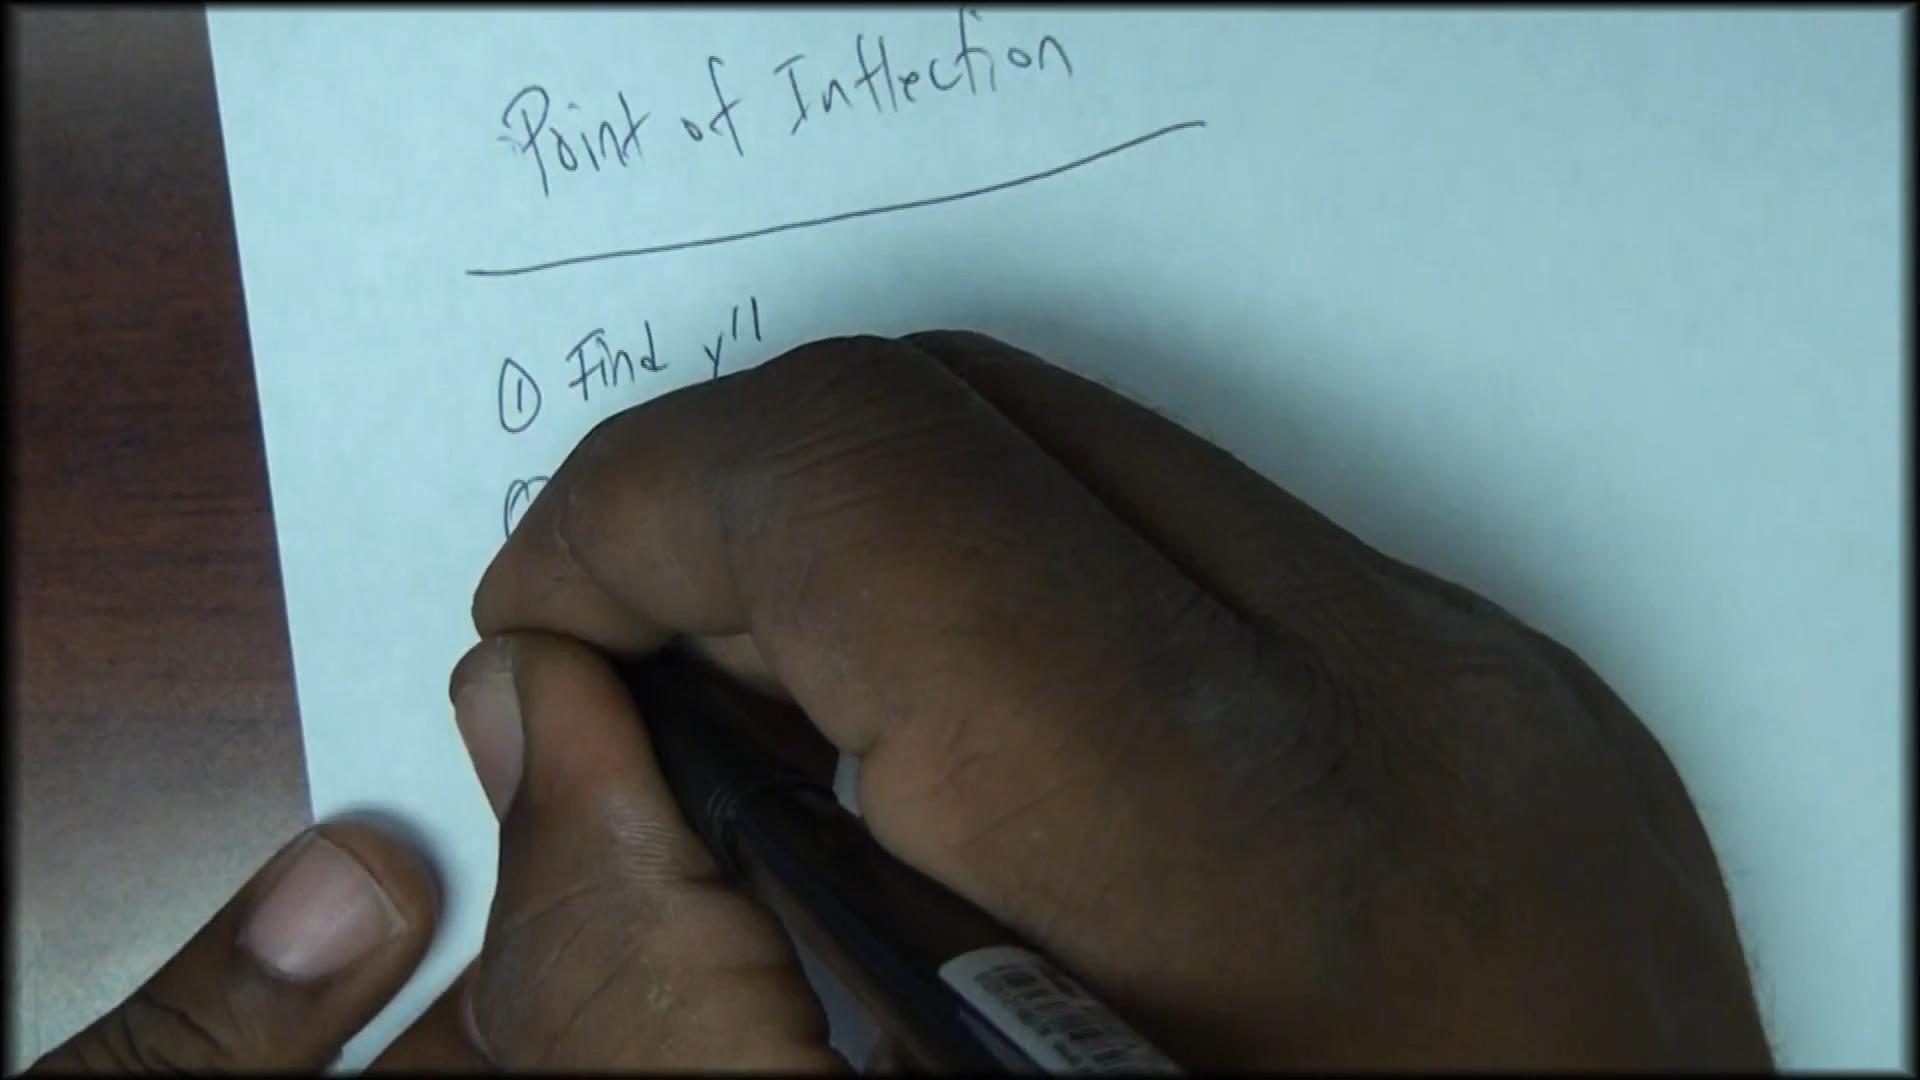 Point of Inflection
① Find y''